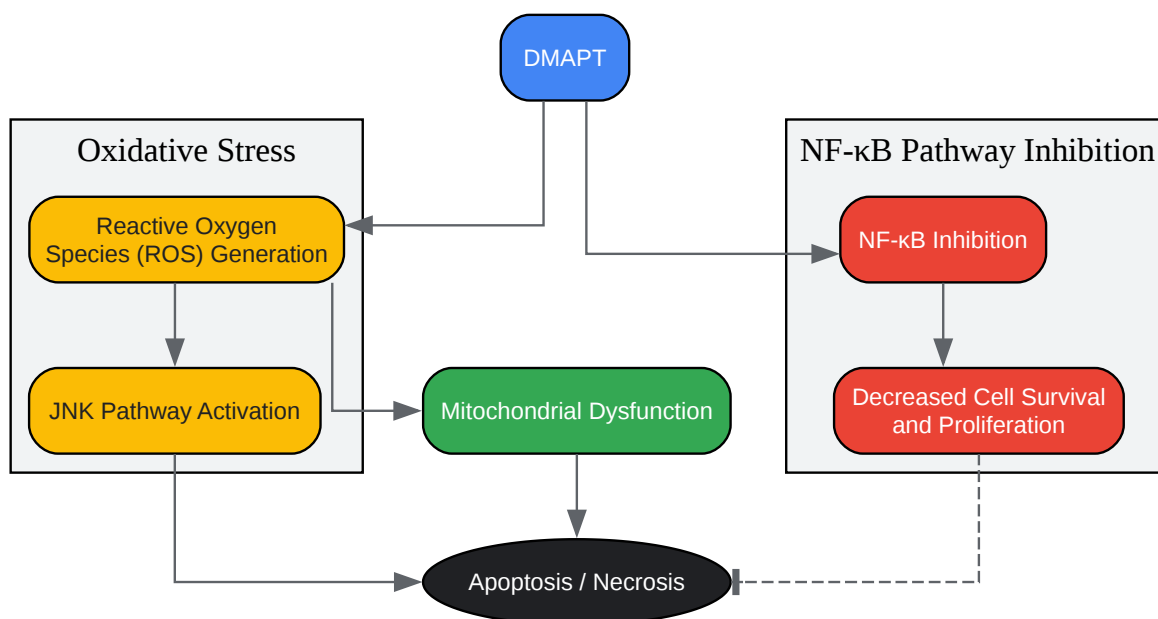 DMAPT
Oxidative Stress
NF-κB Pathway Inhibition
Reactive Oxygen
Species (ROS) Generation
NF-κB Inhibition
JNK Pathway Activation
Mitochondrial Dysfunction
Decreased Cell Survival
and Proliferation
Apoptosis / Necrosis